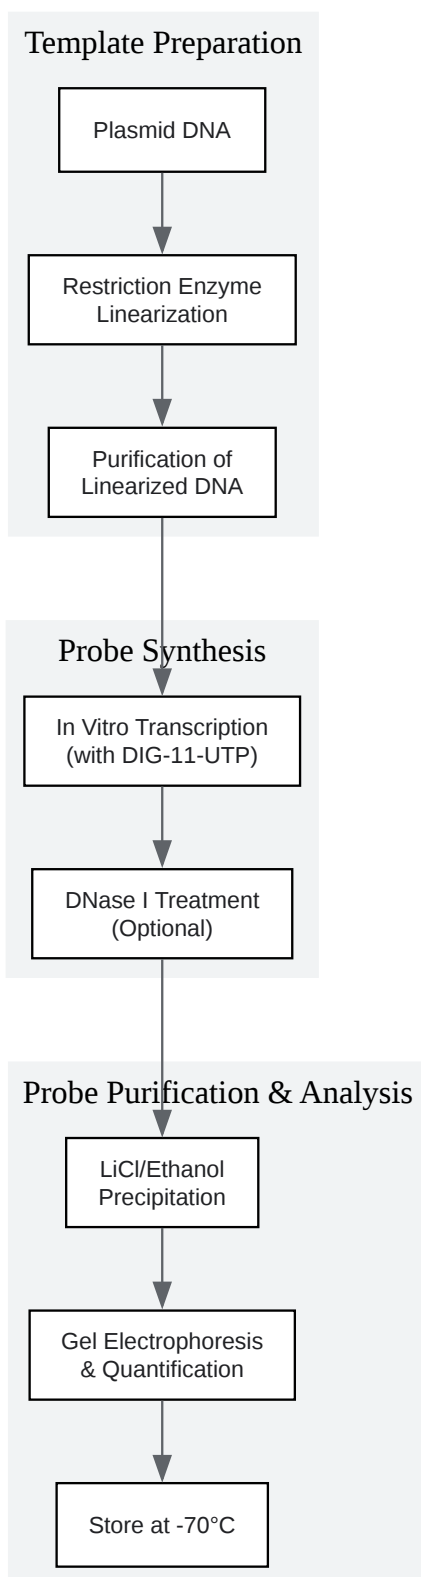 Template Preparation
Plasmid DNA
Restriction Enzyme
Linearization
Purification of
Linearized DNA
Probe Synthesis
In Vitro Transcription
(with DIG-11-UTP)
DNase I Treatment
(Optional)
Probe Purification & Analysis
LiCl/Ethanol
Precipitation
Gel Electrophoresis
& Quantification
Store at -70°C